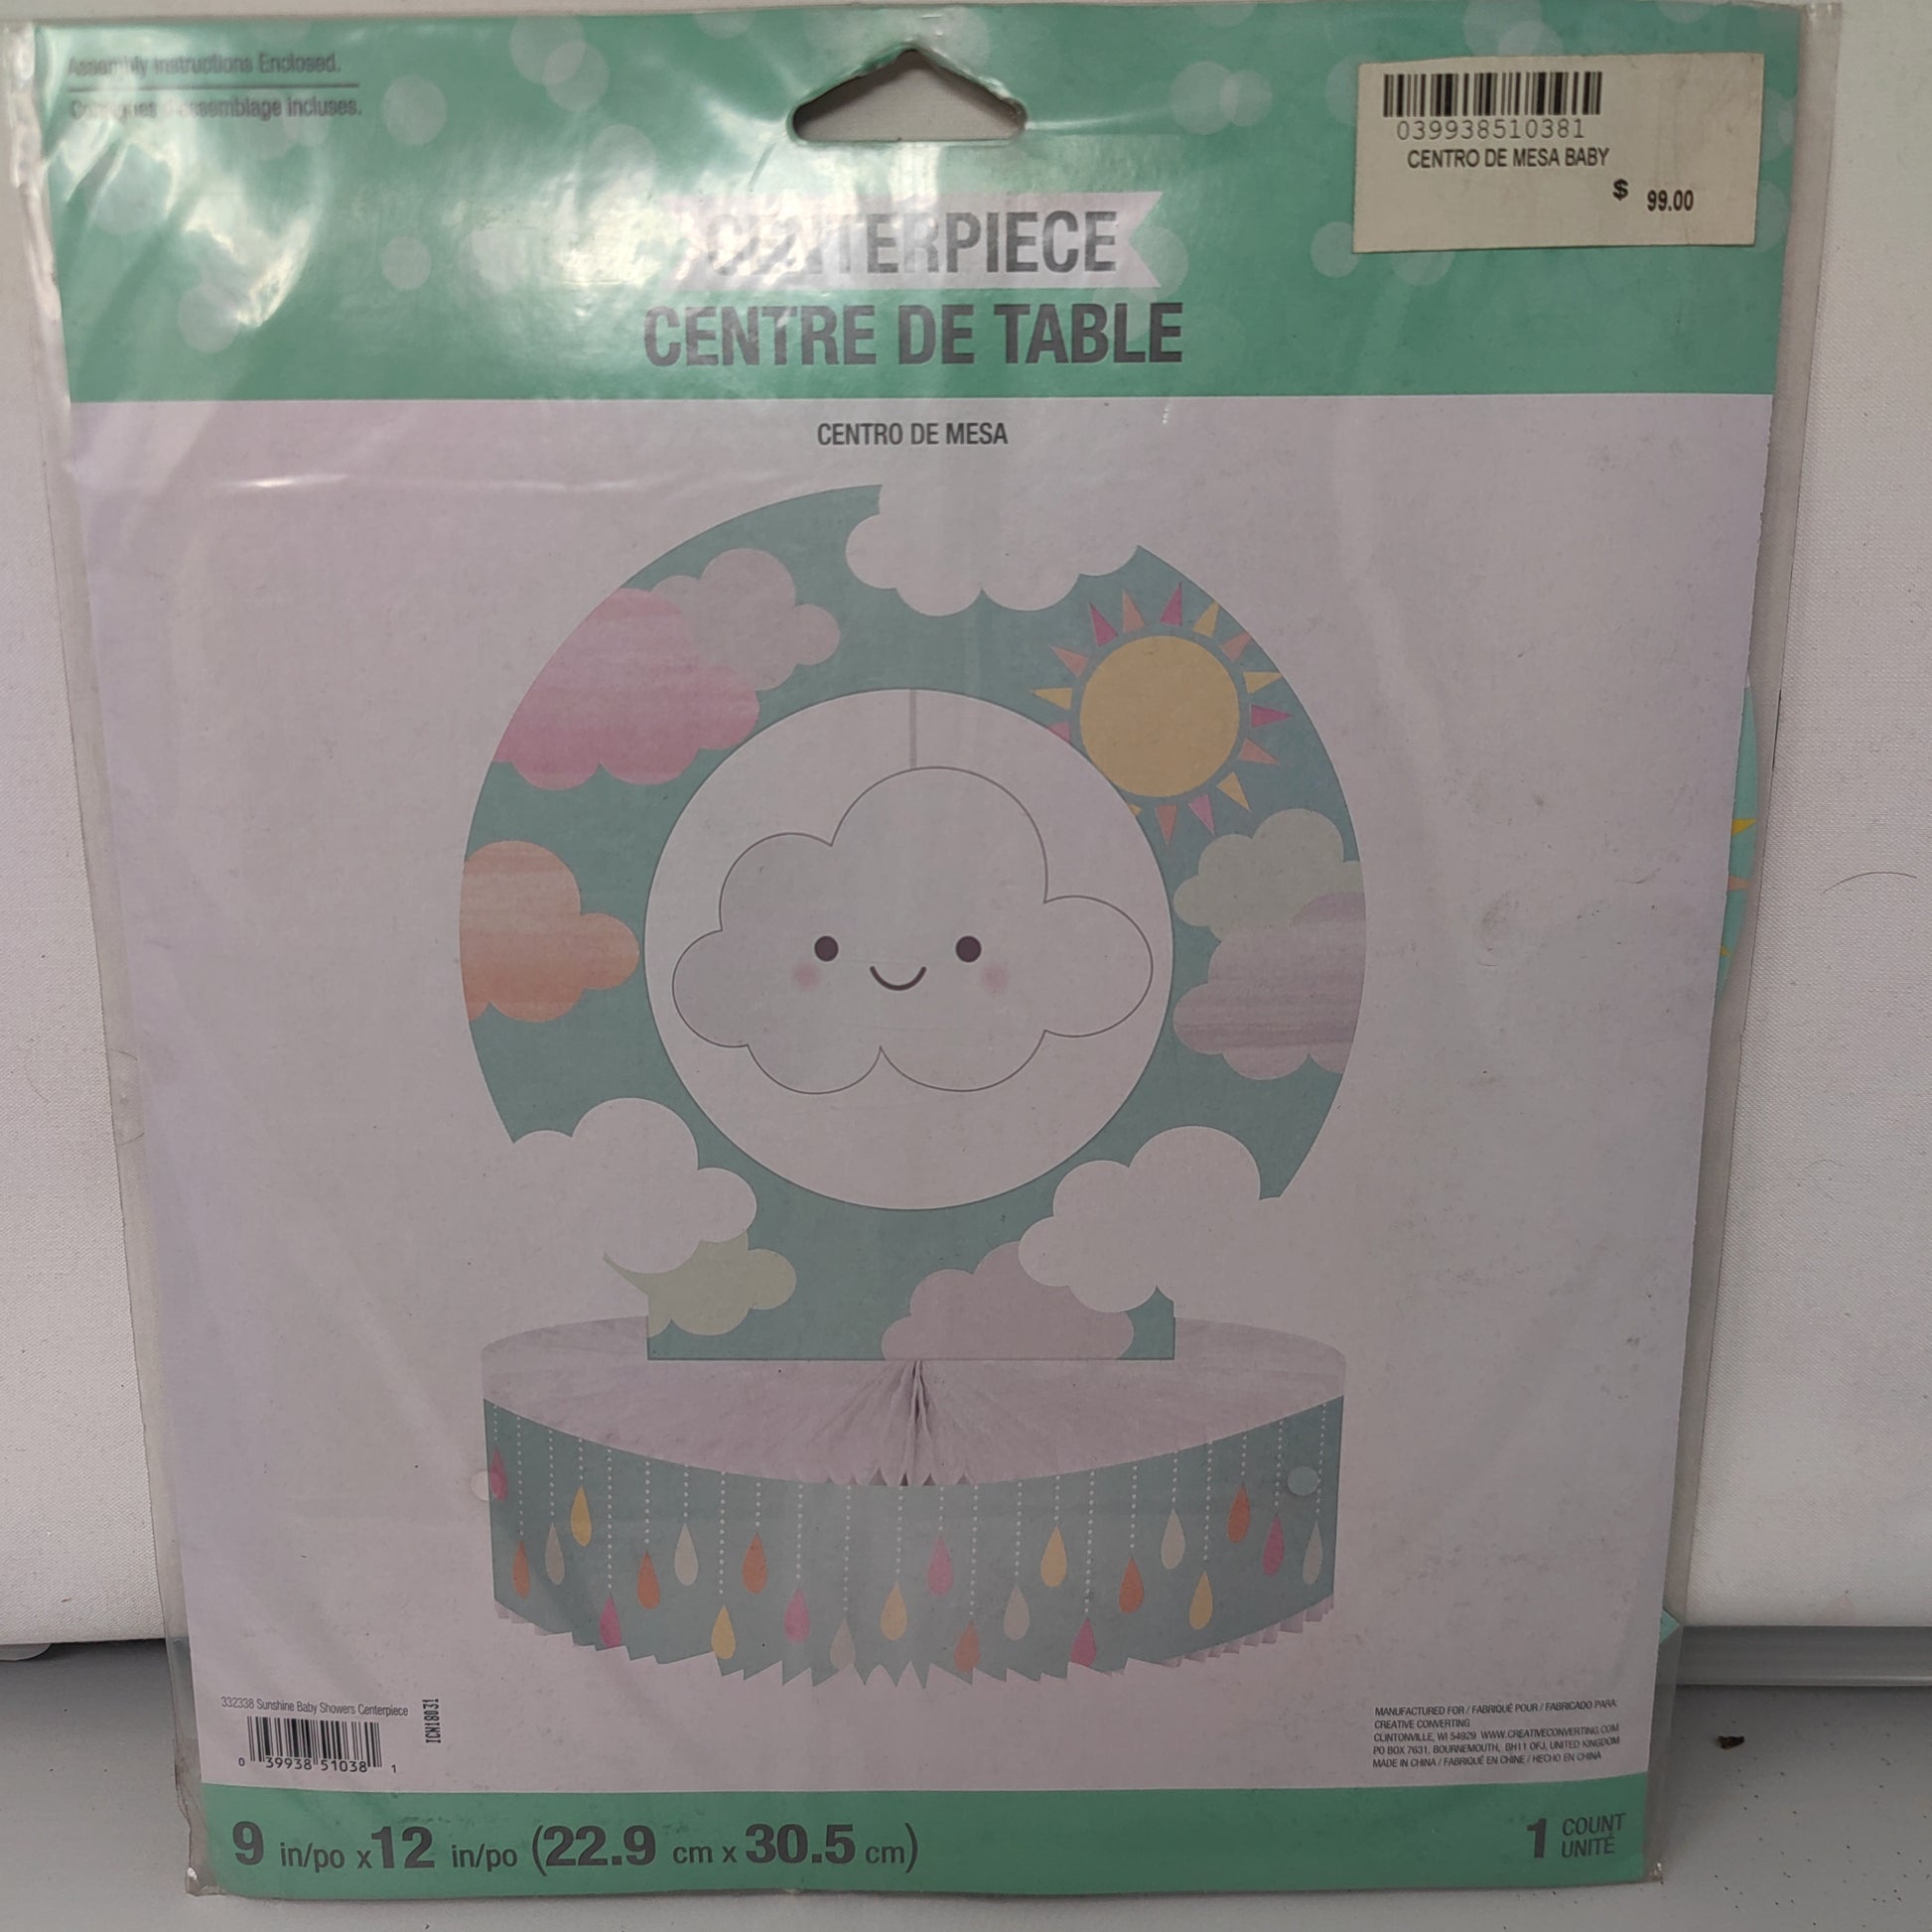 Assembly Instructions Enclosed.
Consignes d'assemblage incluses.
039938510381
CENTRO DE MESA BABY
$ 99.00
CENTERPIECE
CENTRE DE TABLE
CENTRO DE MESA
332338 Sunshine Baby Showers Centerpiece
ICN18031
0 39938 51038 1
MANUFACTURED FOR / FABRIQUÉ POUR / FABRICADO PARA:
CREATIVE CONVERTING
CLINTONVILLE, WI 54929 WWW.CREATIVECONVERTING.COM
PO BOX 7631, BOURNEMOUTH, BH11 0FJ, UNITED KINGDOM
MADE IN CHINA / FABRIQUÉ EN CHINE / HECHO EN CHINA
9 in/po x 12 in/po (22.9 cm x 30.5 cm)
1 COUNT
UNITÉ